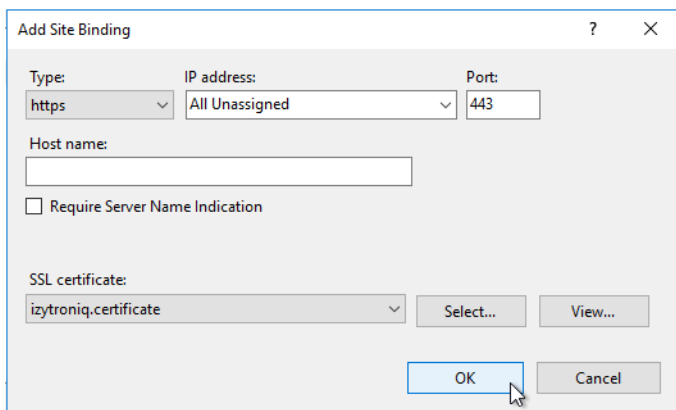 Add Site Binding
?
Type:
IP address:
Port:
https
All Unassigned
443
Host name:
Require Server Name Indication
SSL certificate:
izytroniq.certificate
Select...
View...
OK
Cancel